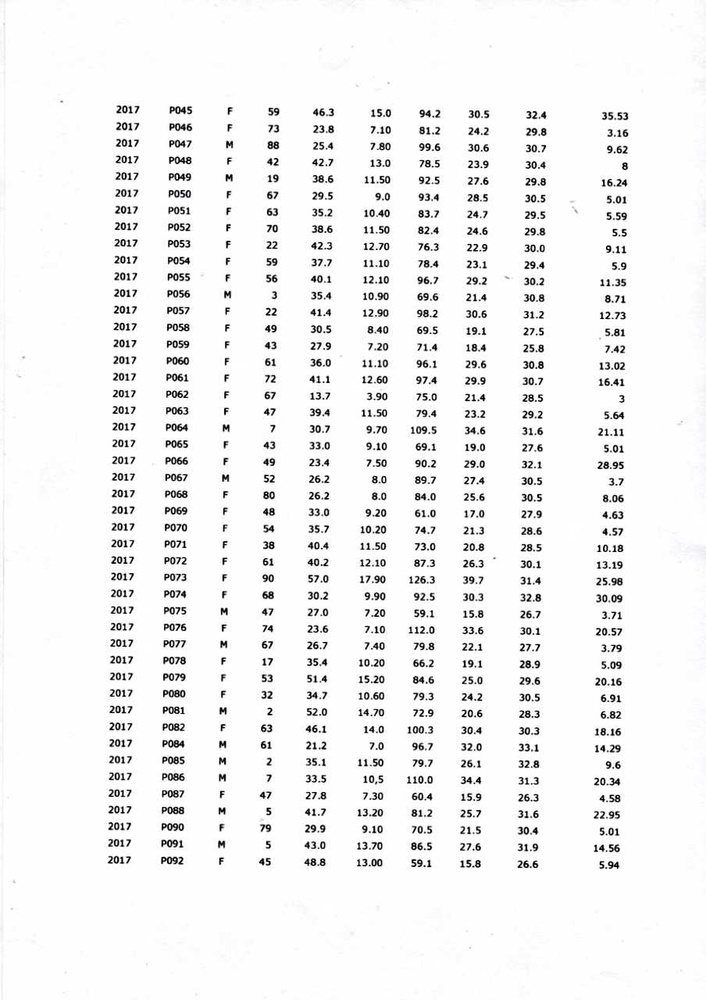 2017 P045 F 59 46.3 15.0 94.2 30.5 32.4 35.53
2017 P046 F 73 23.8 7.10 81.2 24.2 29.8 3.16
2017 P047 M 88 25.4 7.80 99.6 30.6 30.7 9.62
2017 P048 F 42 42.7 13.0 78.5 23.9 30.4 8
2017 P049 M 19 38.6 11.50 92.5 27.6 29.8 16.24
2017 P050 F 67 29.5 9.0 93.4 28.5 30.5 5.01
2017 P051 F 63 35.2 10.40 83.7 24.7 29.5 5.59
2017 P052 F 70 38.6 11.50 82.4 24.6 29.8 5.5
2017 P053 F 22 42.3 12.70 76.3 22.9 30.0 9.11
2017 P054 F 59 37.7 11.10 78.4 23.1 29.4 5.9
2017 P055 F 56 40.1 12.10 96.7 29.2 30.2 11.35
2017 P056 M 3 35.4 10.90 69.6 21.4 30.8 8.71
2017 P057 F 22 41.4 12.90 98.2 30.6 31.2 12.73
2017 P058 F 49 30.5 8.40 69.5 19.1 27.5 5.81
2017 P059 F 43 27.9 7.20 71.4 18.4 25.8 7.42
2017 P060 F 61 36.0 11.10 96.1 29.6 30.8 13.02
2017 P061 F 72 41.1 12.60 97.4 29.9 30.7 16.41
2017 P062 F 67 13.7 3.90 75.0 21.4 28.5 3
2017 P063 F 47 39.4 11.50 79.4 23.2 29.2 5.64
2017 P064 M 7 30.7 9.70 109.5 34.6 31.6 21.11
2017 P065 F 43 33.0 9.10 69.1 19.0 27.6 5.01
2017 P066 F 49 23.4 7.50 90.2 29.0 32.1 28.95
2017 P067 M 52 26.2 8.0 89.7 27.4 30.5 3.7
2017 P068 F 80 26.2 8.0 84.0 25.6 30.5 8.06
2017 P069 F 48 33.0 9.20 61.0 17.0 27.9 4.63
2017 P070 F 54 35.7 10.20 74.7 21.3 28.6 4.57
2017 P071 F 38 40.4 11.50 73.0 20.8 28.5 10.18
2017 P072 F 61 40.2 12.10 87.3 26.3 30.1 13.19
2017 P073 F 90 57.0 17.90 126.3 39.7 31.4 25.98
2017 P074 F 68 30.2 9.90 92.5 30.3 32.8 30.09
2017 P075 M 47 27.0 7.20 59.1 15.8 26.7 3.71
2017 P076 F 74 23.6 7.10 112.0 33.6 30.1 20.57
2017 P077 M 67 26.7 7.40 79.8 22.1 27.7 3.79
2017 P078 F 17 35.4 10.20 66.2 19.1 28.9 5.09
2017 P079 F 53 51.4 15.20 84.6 25.0 29.6 20.16
2017 P080 F 32 34.7 10.60 79.3 24.2 30.5 6.91
2017 P081 M 2 52.0 14.70 72.9 20.6 28.3 6.82
2017 P082 F 63 46.1 14.0 100.3 30.4 30.3 18.16
2017 P084 M 61 21.2 7.0 96.7 32.0 33.1 14.29
2017 P085 M 2 35.1 11.50 79.7 26.1 32.8 9.6
2017 P086 M 7 33.5 10,5 110.0 34.4 31.3 20.34
2017 P087 F 47 27.8 7.30 60.4 15.9 26.3 4.58
2017 P088 M 5 41.7 13.20 81.2 25.7 31.6 22.95
2017 P090 F 79 29.9 9.10 70.5 21.5 30.4 5.01
2017 P091 M 5 43.0 13.70 86.5 27.6 31.9 14.56
2017 P092 F 45 48.8 13.00 59.1 15.8 26.6 5.94